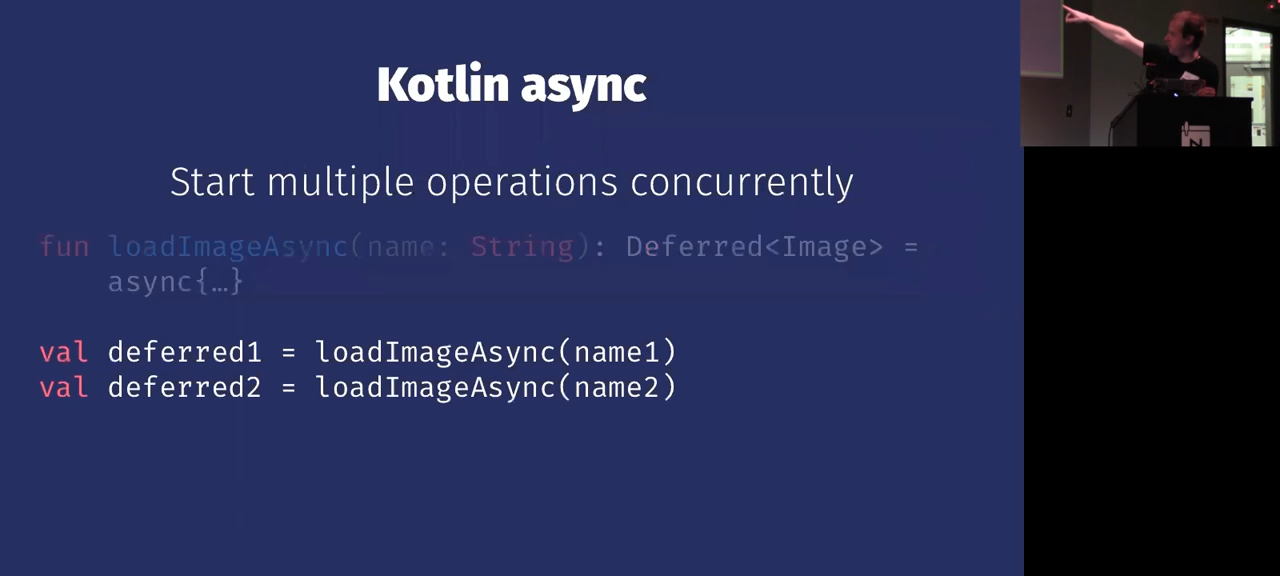 Kotlin async
Start multiple operations concurrently
fun loadImageAsync(name: String): Deferred<Image> =
async{…}
val deferred1 = loadImageAsync(name1)
val deferred2 = loadImageAsync(name2)
N